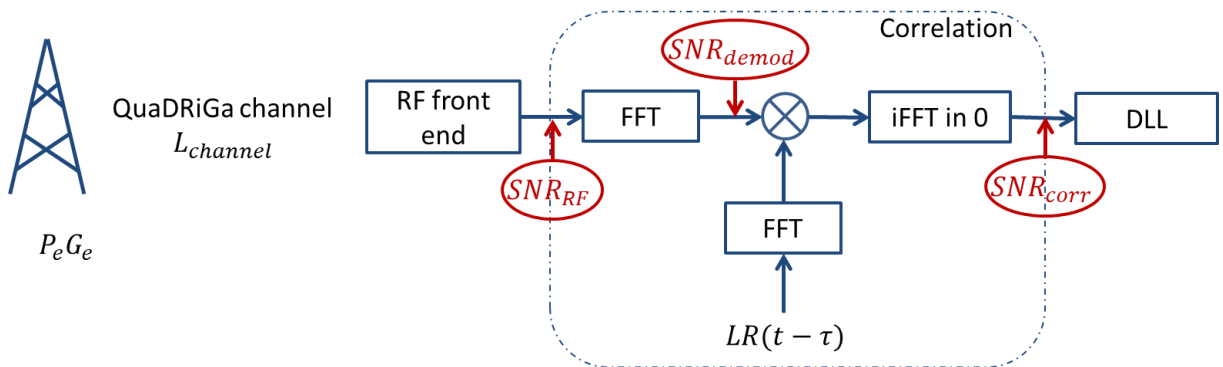 Correlation
SNR_demod
QuaDRiGa channel
L_channel
RF front
end
FFT
iFFT in 0
DLL
SNR_RF
SNR_corr
FFT
P_eG_e
LR(t − τ)